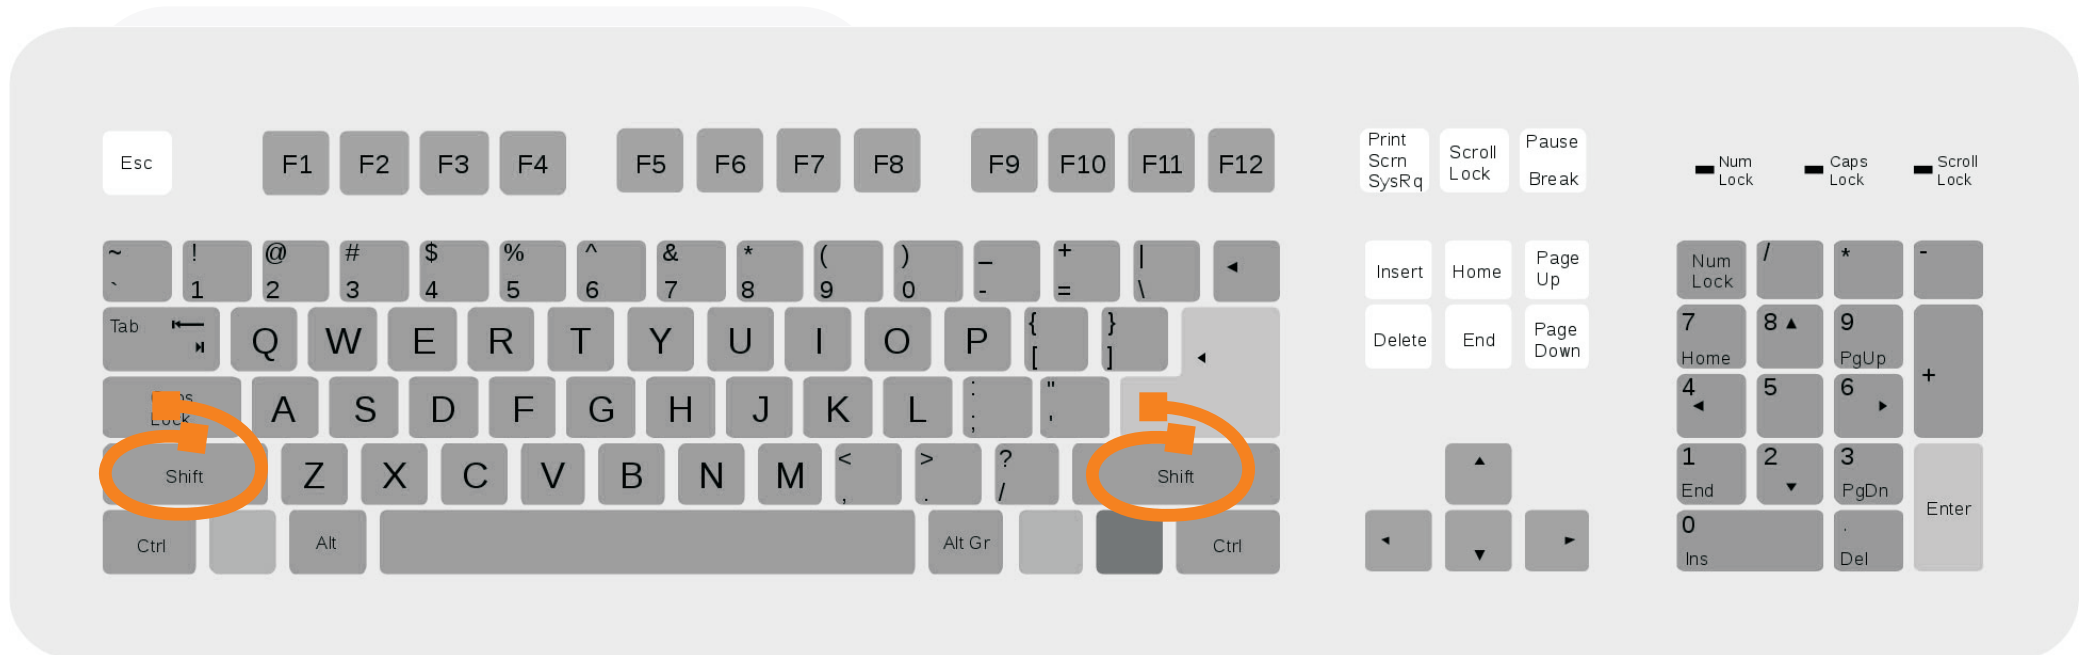 Esc F1 F2 F3 F4 F5 F6 F7 F8 F9 F10 F11 F12
Print
Scrn
SysRq
Scroll
Lock
Pause
Break
Num
Lock
Caps
Lock
Scroll
Lock
~ ! @ # $ % ^ & * ( ) _ + |
` 1 2 3 4 5 6 7 8 9 0 - = \
Insert Home Page
Up
Num
Lock
/ * -
Tab Q W E R T Y U I O P { }
[ ]
Delete End Page
Down
7 8 9
Home PgUp
+
Caps
Lock
A S D F G H J K L : "
; '
4 5 6
Shift Z X C V B N M < > ? Shift
, . /
1 2 3
End PgDn
Enter
Ctrl Alt Alt Gr Ctrl
0 .
Ins Del